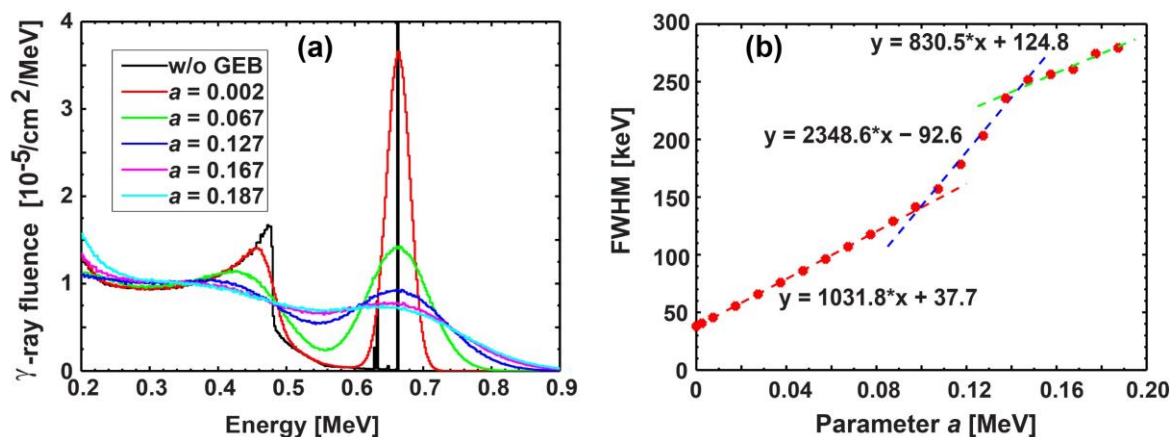 (a)
w/o GEB
a = 0.002
a = 0.067
a = 0.127
a = 0.167
a = 0.187
γ-ray fluence [10⁻⁵/cm²/MeV]
4
3
2
1
0
0.2 0.3 0.4 0.5 0.6 0.7 0.8 0.9
Energy [MeV]
(b)
y = 830.5*x + 124.8
y = 2348.6*x − 92.6
y = 1031.8*x + 37.7
FWHM [keV]
300
250
200
150
100
50
0
0 0.04 0.08 0.12 0.16 0.20
Parameter a [MeV]